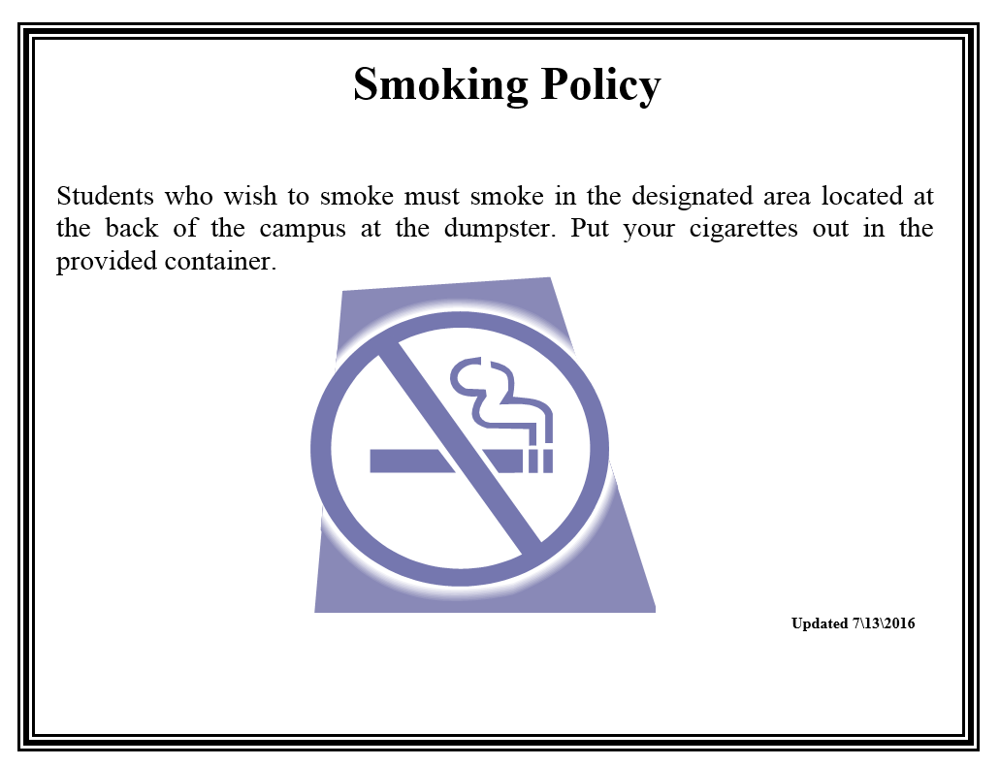 Smoking Policy
Students who wish to smoke must smoke in the designated area located at
the back of the campus at the dumpster. Put your cigarettes out in the
provided container.
Updated 7\13\2016